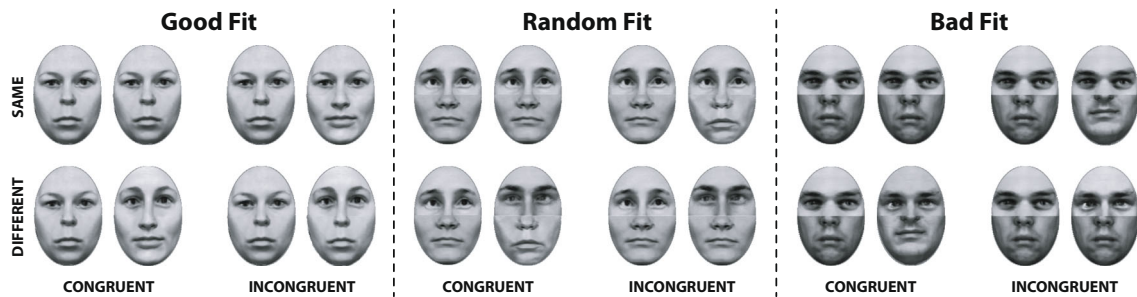 Good Fit
Random Fit
Bad Fit
SAME
DIFFERENT
CONGRUENT
INCONGRUENT
CONGRUENT
INCONGRUENT
CONGRUENT
INCONGRUENT